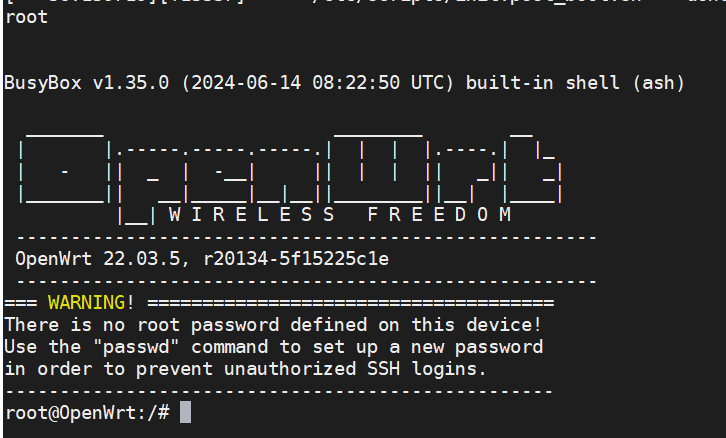 root
BusyBox v1.35.0 (2024-06-14 08:22:50 UTC) built-in shell (ash)
OpenWrt
W I R E L E S S   F R E E D O M
-----------------------------------------------------
OpenWrt 22.03.5, r20134-5f15225c1e
-----------------------------------------------------
=== WARNING! =====================================
There is no root password defined on this device!
Use the "passwd" command to set up a new password
in order to prevent unauthorized SSH logins.
--------------------------------------------------
root@OpenWrt:/#